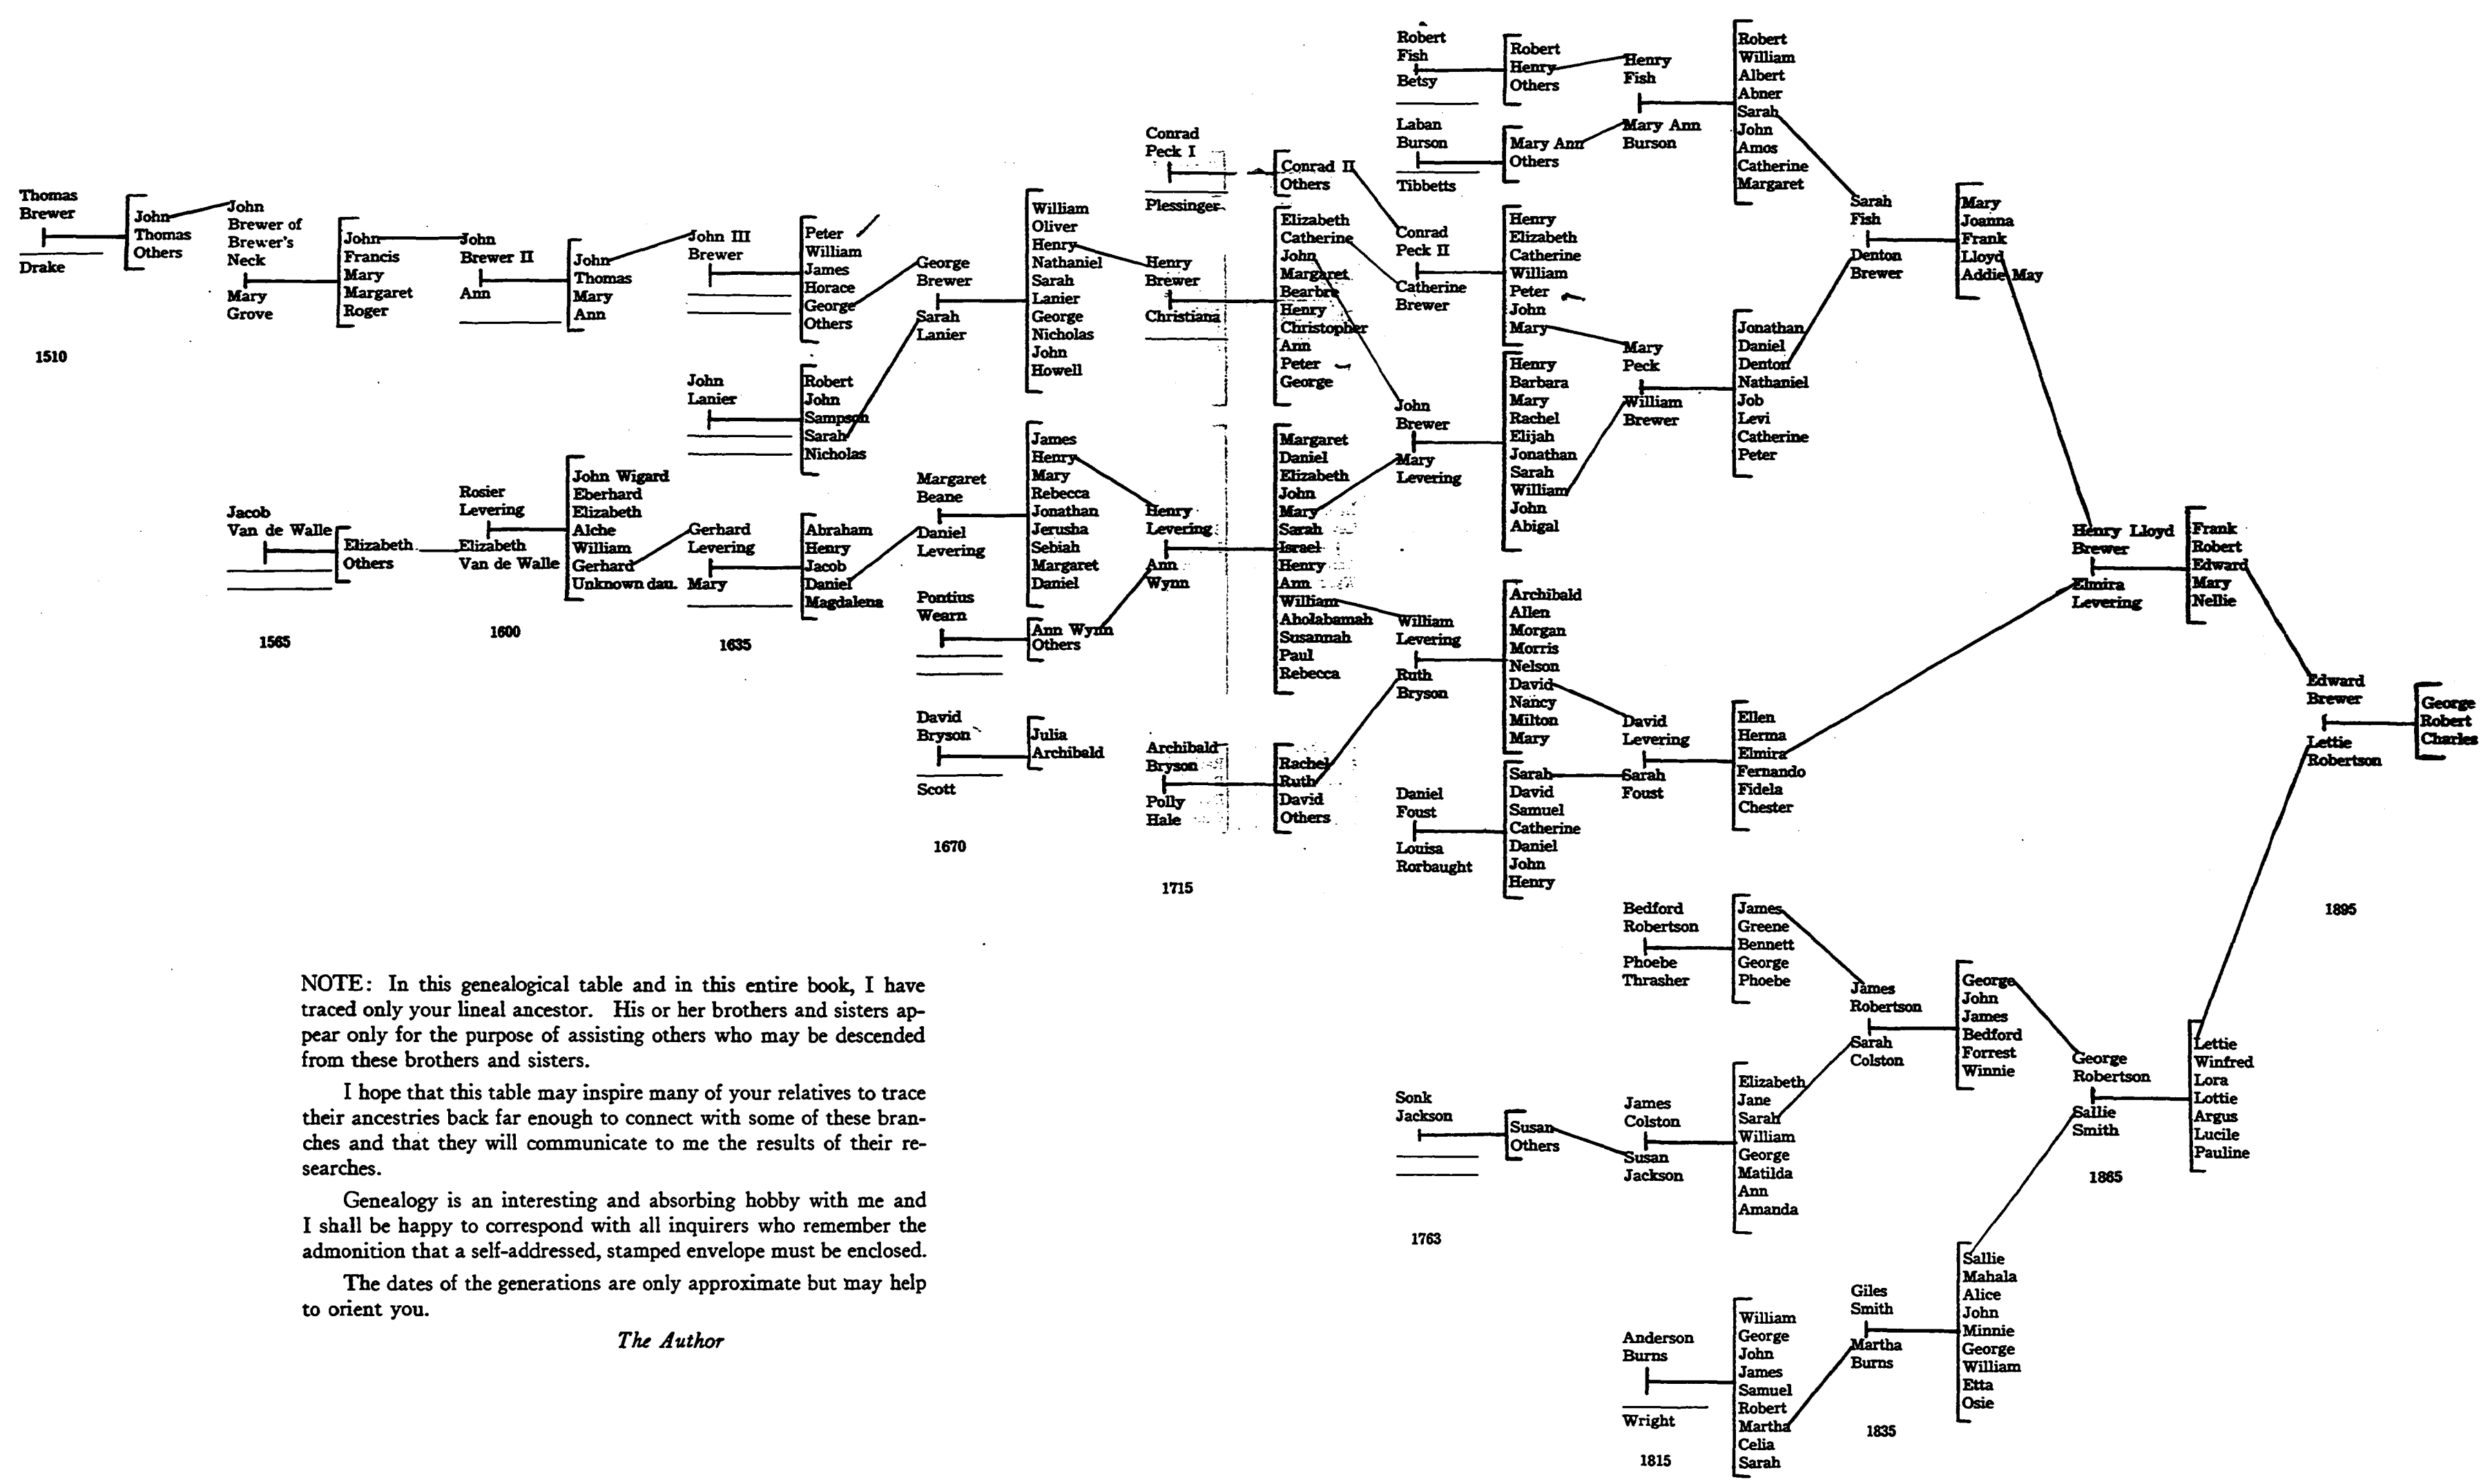 Thomas
Brewer
Drake
1510
John
Thomas
Others
John
Brewer of
Brewer's
Neck
Mary
Grove
Jacob
Van de Walle
1565
John
Francis
Mary
Margaret
Roger
Elizabeth
Others
John
Brewer II
Ann
Rosier
Levering
Elizabeth
Van de Walle
1600
John
Thomas
Mary
Ann
John Wigard
Eberhard
Elizabeth
Alche
William
Gerhard
Unknown dau.
John III
Brewer
John
Lanier
Gerhard
Levering
Mary
1635
Peter
William
James
Horace
George
Others
Robert
John
Sampson
Sarah
Nicholas
Abraham
Henry
Jacob
Daniel
Magdalena
George
Brewer
Sarah
Lanier
Margaret
Beane
Daniel
Levering
Pontius
Wearn
David
Bryson
Scott
1670
William
Oliver
Henry
Nathaniel
Sarah
Lanier
George
Nicholas
John
Howell
James
Henry
Mary
Rebecca
Jonathan
Jerusha
Sebiah
Margaret
Daniel
Ann Wynn
Others
Julia
Archibald
Conrad
Peck I
Plessinger
Henry
Brewer
Christiana
Henry
Levering
Ann
Wynn
Archibald
Bryson
Polly
Hale
1715
Conrad II
Others
Elizabeth
Catherine
John
Margaret
Bearbre
Henry
Christopher
Ann
Peter
George
Margaret
Daniel
Elizabeth
John
Mary
Sarah
Israel
Henry
Ann
William
Aholabamah
Susannah
Paul
Rebecca
Rachel
Ruth
David
Others
Robert
Fish
Betsy
Laban
Burson
Tibbetts
Conrad
Peck II
Catherine
Brewer
John
Brewer
Mary
Levering
William
Levering
Ruth
Bryson
Daniel
Foust
Louisa
Rorbaught
Sonk
Jackson
1763
Robert
Henry
Others
Mary Ann
Others
Henry
Elizabeth
Catherine
William
Peter
John
Mary
Henry
Barbara
Mary
Rachel
Elijah
Jonathan
Sarah
William
John
Abigal
Archibald
Allen
Morgan
Morris
Nelson
David
Nancy
Milton
Mary
Sarah
David
Samuel
Catherine
Daniel
John
Henry
Susan
Others
Henry
Fish
Mary Ann
Burson
Mary
Peck
William
Brewer
David
Levering
Sarah
Foust
Bedford
Robertson
Phoebe
Thrasher
James
Colston
Susan
Jackson
Anderson
Burns
Wright
1815
Robert
William
Albert
Abner
Sarah
John
Amos
Catherine
Margaret
Jonathan
Daniel
Denton
Nathaniel
Job
Levi
Catherine
Peter
Ellen
Herma
Elmira
Fernando
Fidela
Chester
James
Greene
Bennett
George
Phoebe
Elizabeth
Jane
Sarah
William
George
Matilda
Ann
Amanda
William
George
John
James
Samuel
Robert
Martha
Celia
Sarah
Sarah
Fish
Denton
Brewer
James
Robertson
Sarah
Colston
Giles
Smith
Martha
Burns
1835
Mary
Joanna
Frank
Lloyd
Addie May
George
John
James
Bedford
Forrest
Winnie
Sallie
Mahala
Alice
John
Minnie
George
William
Etta
Osie
Henry Lloyd
Brewer
Elmira
Levering
George
Robertson
Sallie
Smith
1865
Frank
Robert
Edward
Mary
Nellie
Lettie
Winfred
Lora
Lottie
Argus
Lucile
Pauline
Edward
Brewer
Lettie
Robertson
1895
George
Robert
Charles
NOTE: In this genealogical table and in this entire book, I have
traced only your lineal ancestor. His or her brothers and sisters ap-
pear only for the purpose of assisting others who may be descended
from these brothers and sisters.
I hope that this table may inspire many of your relatives to trace
their ancestries back far enough to connect with some of these bran-
ches and that they will communicate to me the results of their re-
searches.
Genealogy is an interesting and absorbing hobby with me and
I shall be happy to correspond with all inquirers who remember the
admonition that a self-addressed, stamped envelope must be enclosed.
The dates of the generations are only approximate but may help
to orient you.
The Author